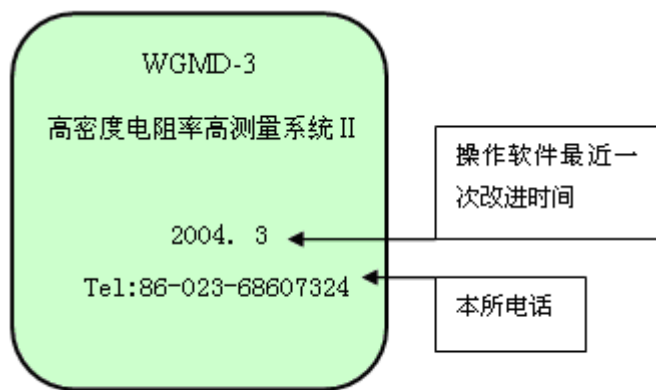 WGMD-3
高密度电阻率高测量系统Ⅱ
操作软件最近一
次改进时间
2004. 3
Tel:86-023-68607324
本所电话